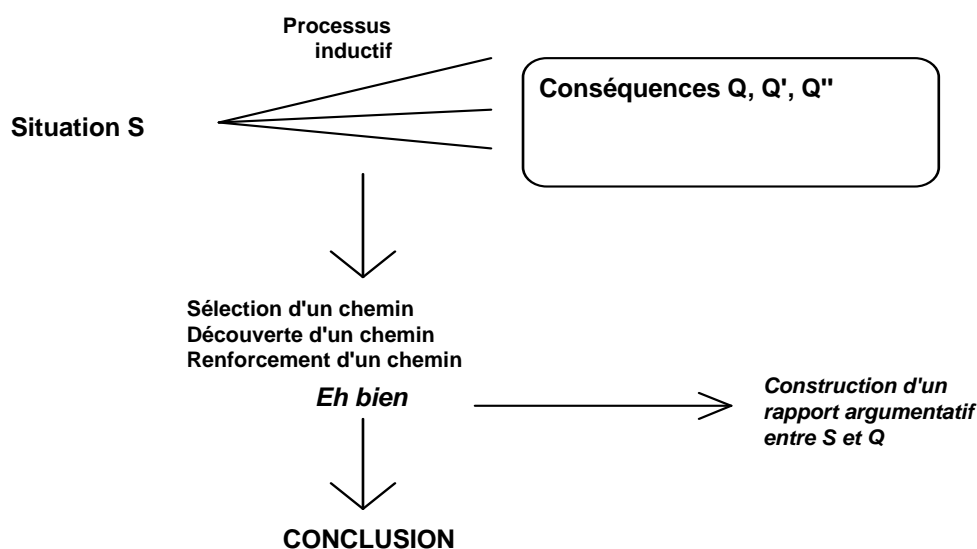 Processus
inductif
Conséquences Q, Q', Q"
Situation S
Sélection d'un chemin
Découverte d'un chemin
Renforcement d'un chemin
Eh bien
Construction d'un
rapport argumentatif
entre S et Q
CONCLUSION